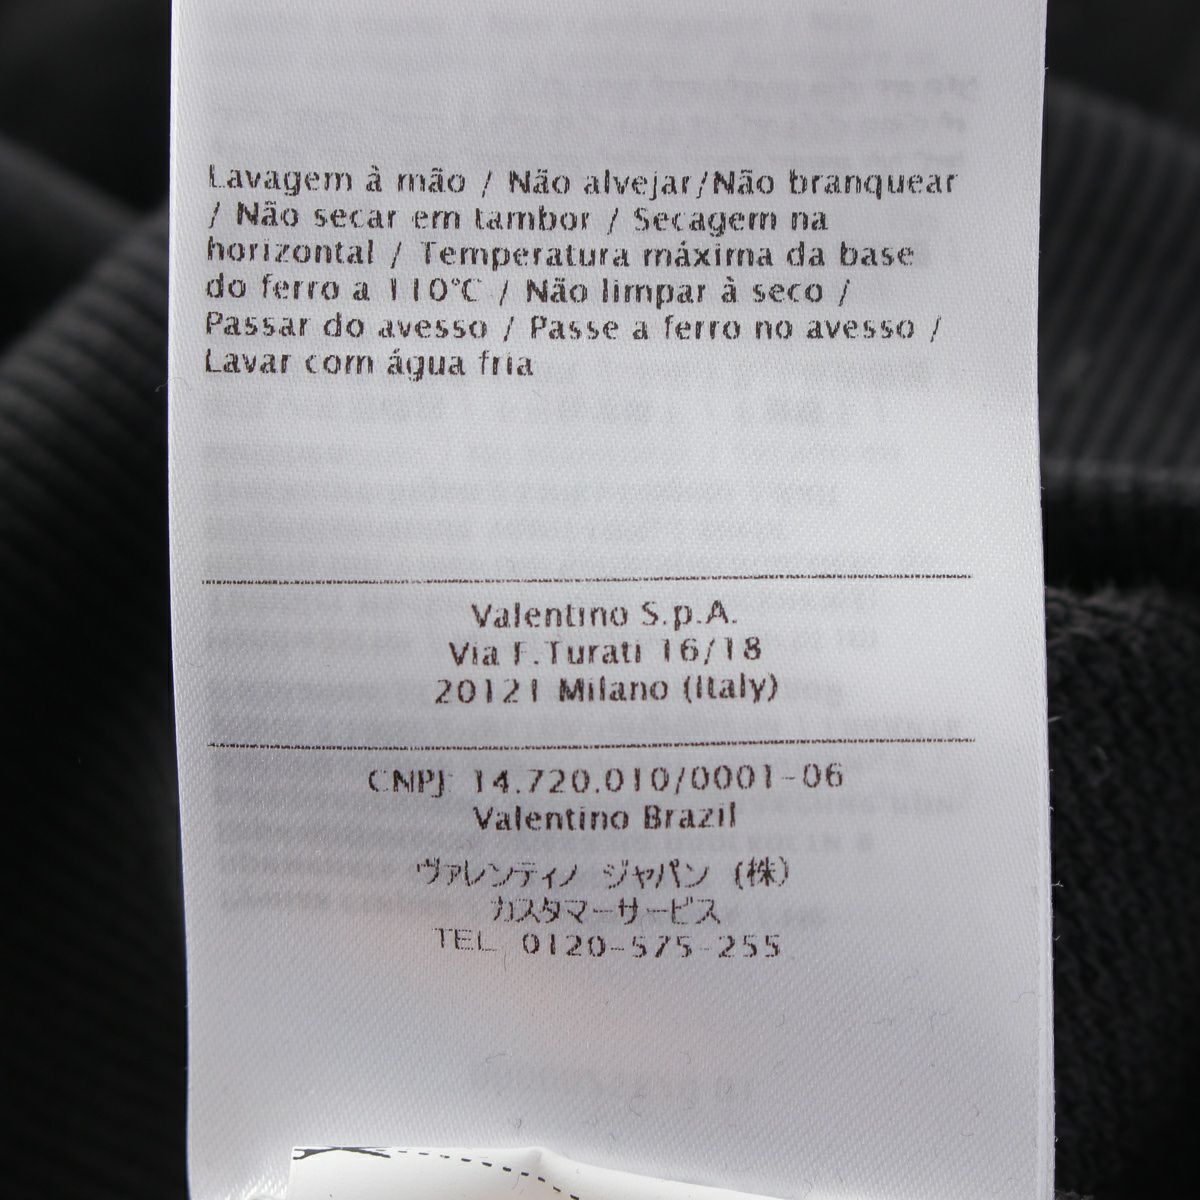 Lavagem à mão / Não alvejar/Não branquear
/ Não secar em tambor / Secagem na
horizontal / Temperatura máxima da base
do ferro a 110°C / Não limpar à seco /
Passar do avesso / Passe a ferro no avesso /
Lavar com água fria
Valentino S.p.A.
Via F.Turati 16/18
20121 Milano (Italy)
CNPJ: 14.720.010/0001-06
Valentino Brazil
ヴァレンティノ ジャパン (株)
カスタマーサービス
TEL. 0120-575-255